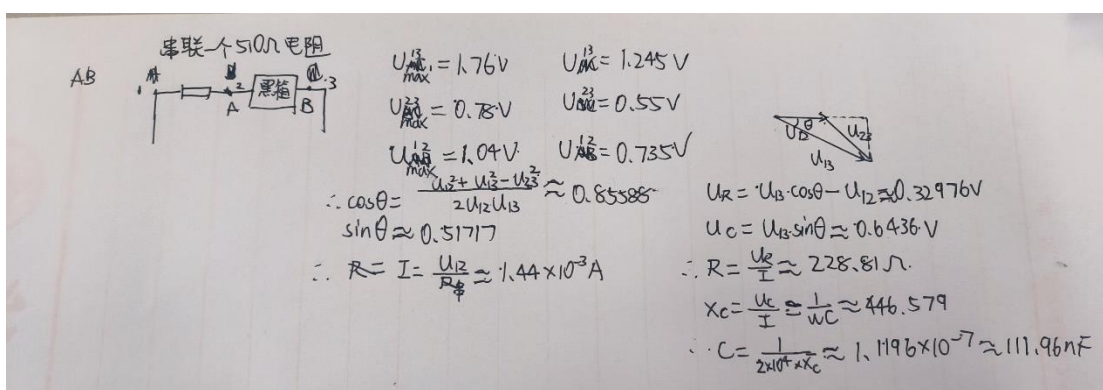 串联一个510Ω电阻
AB
1 2 黑箱 3
A B
U13max = 1.76V U13 = 1.245V
U23max = 0.78V U23 = 0.55V
U12max = 1.04V U12 = 0.735V
∴ cosθ = (U12² + U13² - U23²) / (2U12U13) ≈ 0.85588
sinθ ≈ 0.51717
∴ I = U12/R串 ≈ 1.44×10⁻³A
U12 θ U23
U13
UR = U13·cosθ - U12 ≈ 0.32976V
UC = U13·sinθ ≈ 0.6436V
∴ R = UR/I ≈ 228.81Ω
XC = UC/I = 1/WC ≈ 446.579
∴ C = 1/(2×10⁴×XC) ≈ 1.1196×10⁻⁷ ≈ 111.96nF